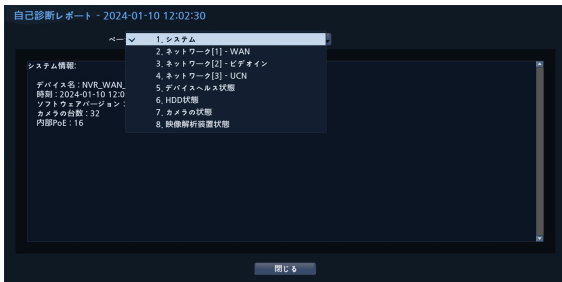 自己診断レポート - 2024-01-10 12:02:30
ペー
1. システム
2. ネットワーク[1] - WAN
3. ネットワーク[2] - ビデオイン
4. ネットワーク[3] - UCN
5. デバイスヘルス状態
6. HDD状態
7. カメラの状態
8. 映像解析装置状態
システム情報:
デバイス名 : NVR_WAN_
時刻 : 2024-01-10 12:0
ソフトウェアバージョン :
カメラの台数 : 32
内部PoE : 16
閉じる